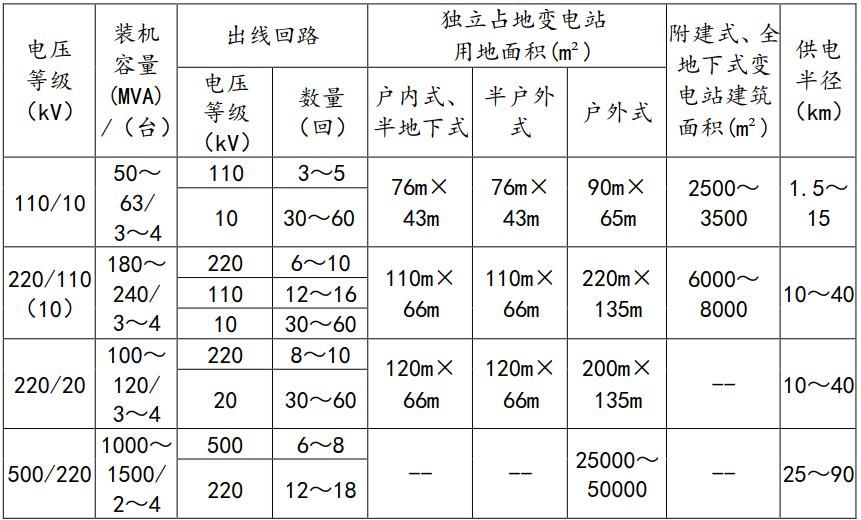 电压
等级
(kV)
装机
容量
(MVA)
/(台)
出线回路
独立占地变电站
用地面积(m²)
附建式、全
地下式变
电站建筑
面积(m²)
供电
半径
(km)
电压
等级
(kV)
数量
(回)
户内式、
半地下式
半户外
式
户外式
110/10
50～
63/
3～4
110
3～5
10
30～60
76m×
43m
76m×
43m
90m×
65m
2500～
3500
1.5～
15
220/110
(10)
180～
240/
3～4
220
6～10
110
12～16
10
30～60
110m×
66m
110m×
66m
220m×
135m
6000～
8000
10～40
220/20
100～
120/
3～4
220
8～10
20
30～60
120m×
66m
120m×
66m
200m×
135m
--
10～40
500/220
1000～
1500/
2～4
500
6～8
220
12～18
--
--
25000～
50000
--
25～90